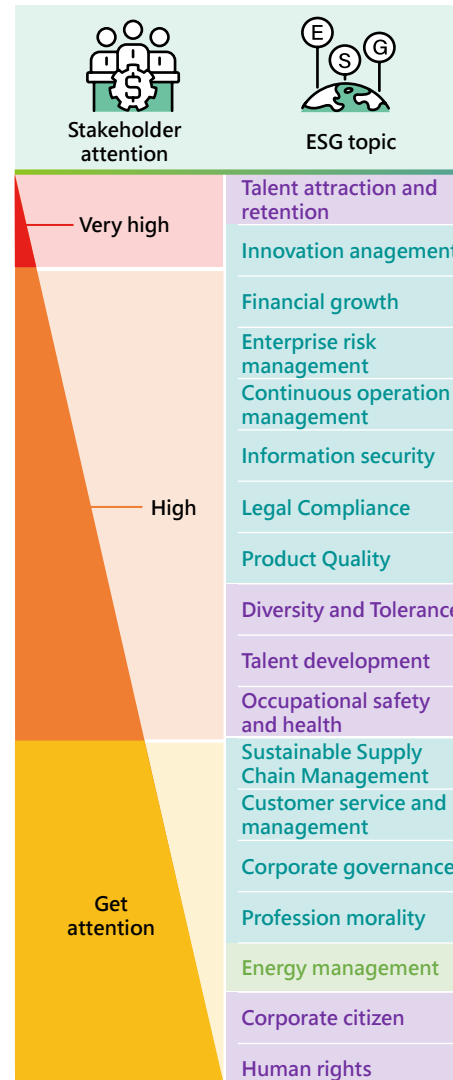 E
S
G
$
Stakeholder
attention
ESG topic
Very high
Talent attraction and
retention
Innovation anagement
Financial growth
Enterprise risk
management
Continuous operation
management
Information security
High
Legal Compliance
Product Quality
Diversity and Tolerance
Talent development
Occupational safety
and health
Sustainable Supply
Chain Management
Customer service and
management
Corporate governance
Get
attention
Profession morality
Energy management
Corporate citizen
Human rights